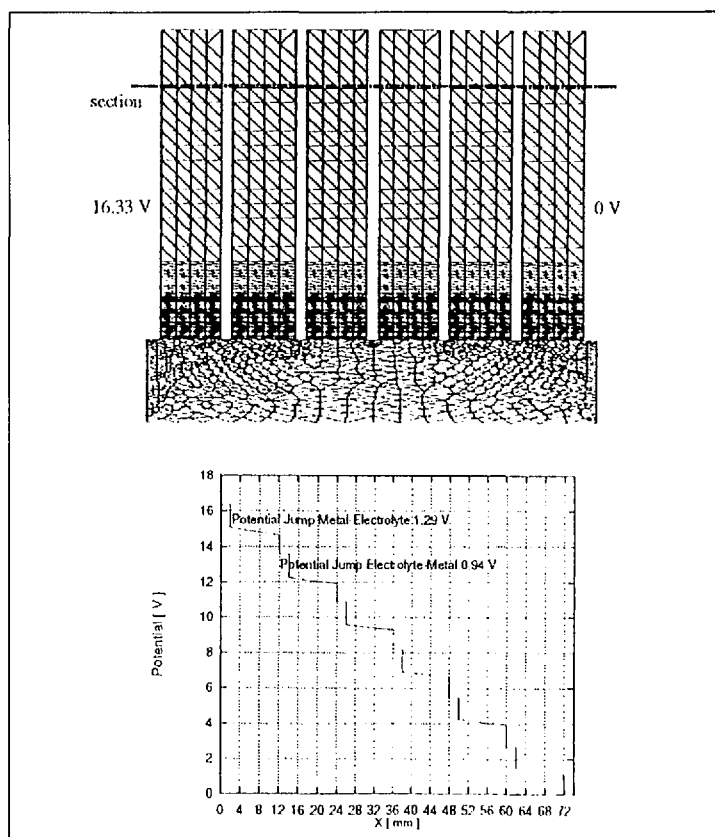 section
16.33 V
0 V
18
16
14
12
10
8
6
4
2
0
Potential [ V ]
Potential Jump Metal-Electrolyte 1.29 V
Potential Jump Electrolyte-Metal 0.94 V
0 4 8 12 16 20 24 28 32 36 40 44 48 52 56 60 64 68 72
X [ mm ]